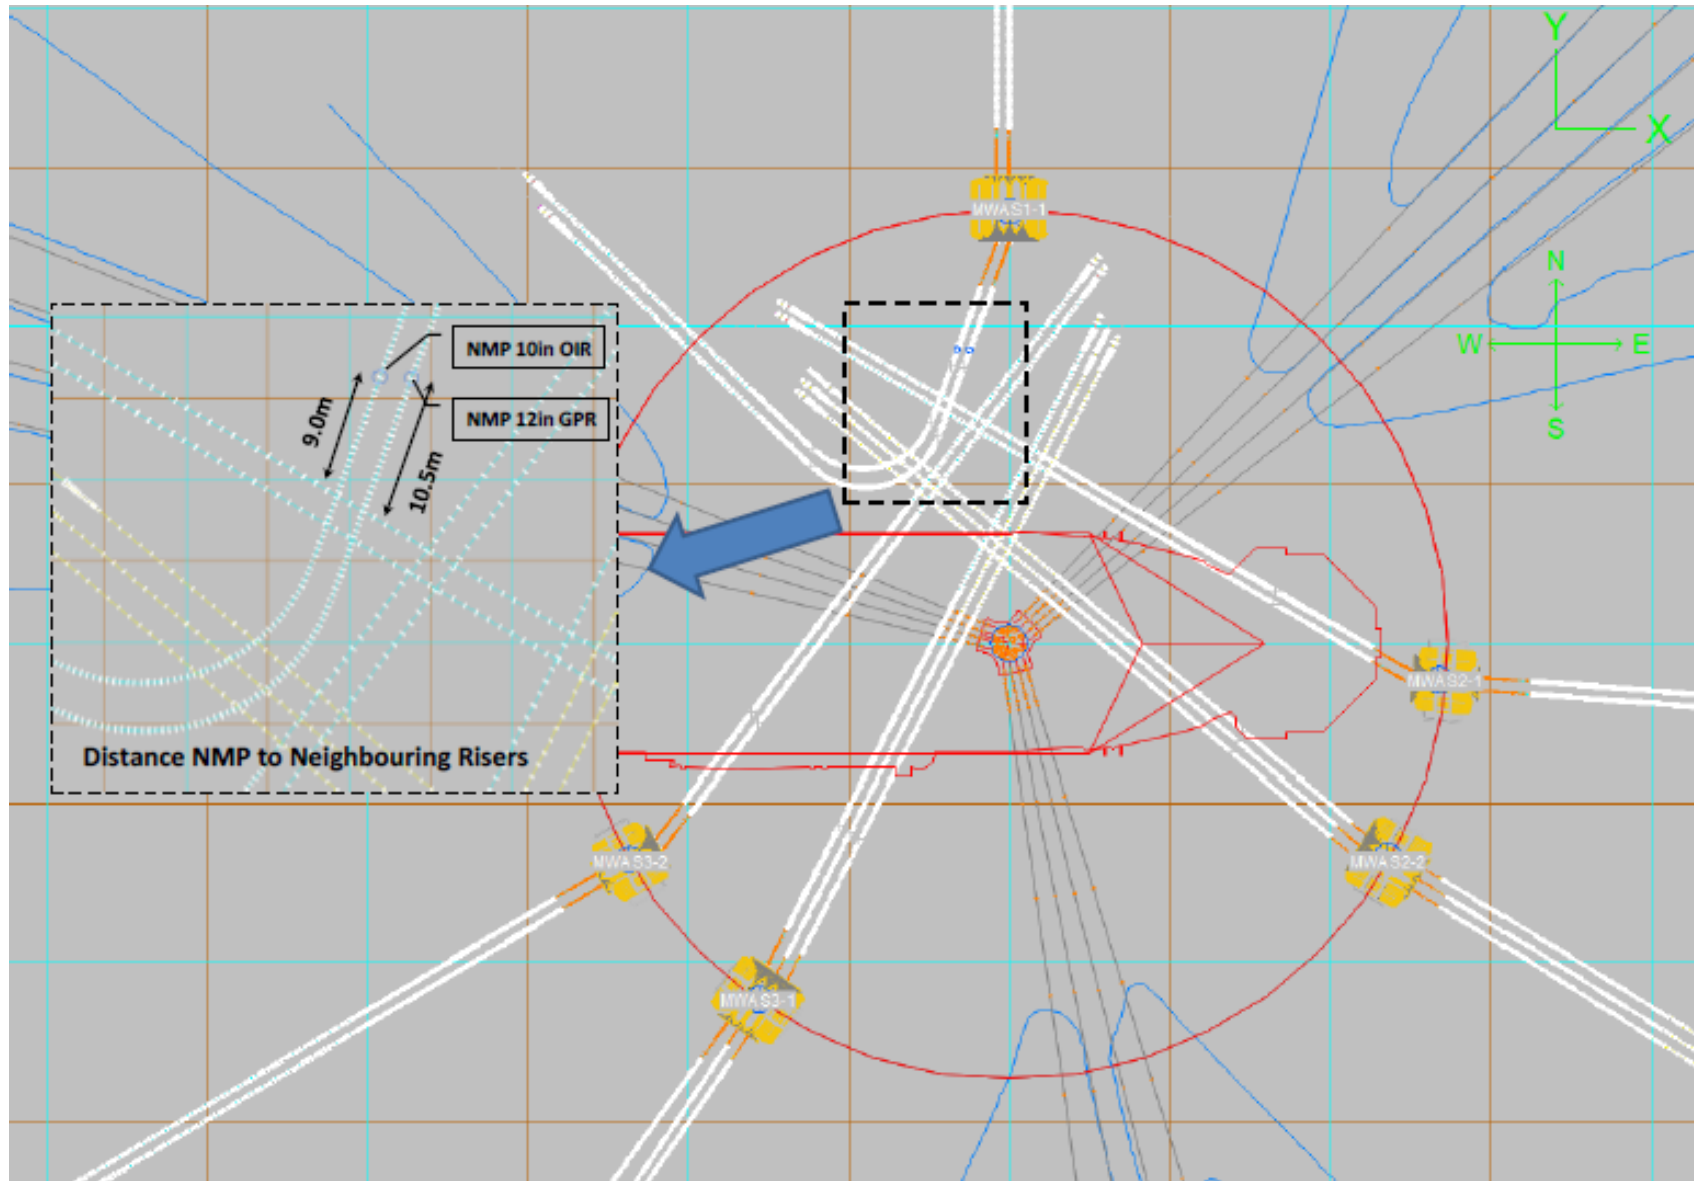 Y
X
MWAS1-1
N
W E
S
NMP 10in OIR
NMP 12in GPR
9.0m
10.5m
Distance NMP to Neighbouring Risers
MWAS2-1
MWAS3-2
MWAS2-2
MWAS3-1